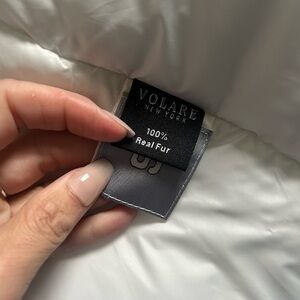 VOLARE
NEW YORK
100%
Real Fur